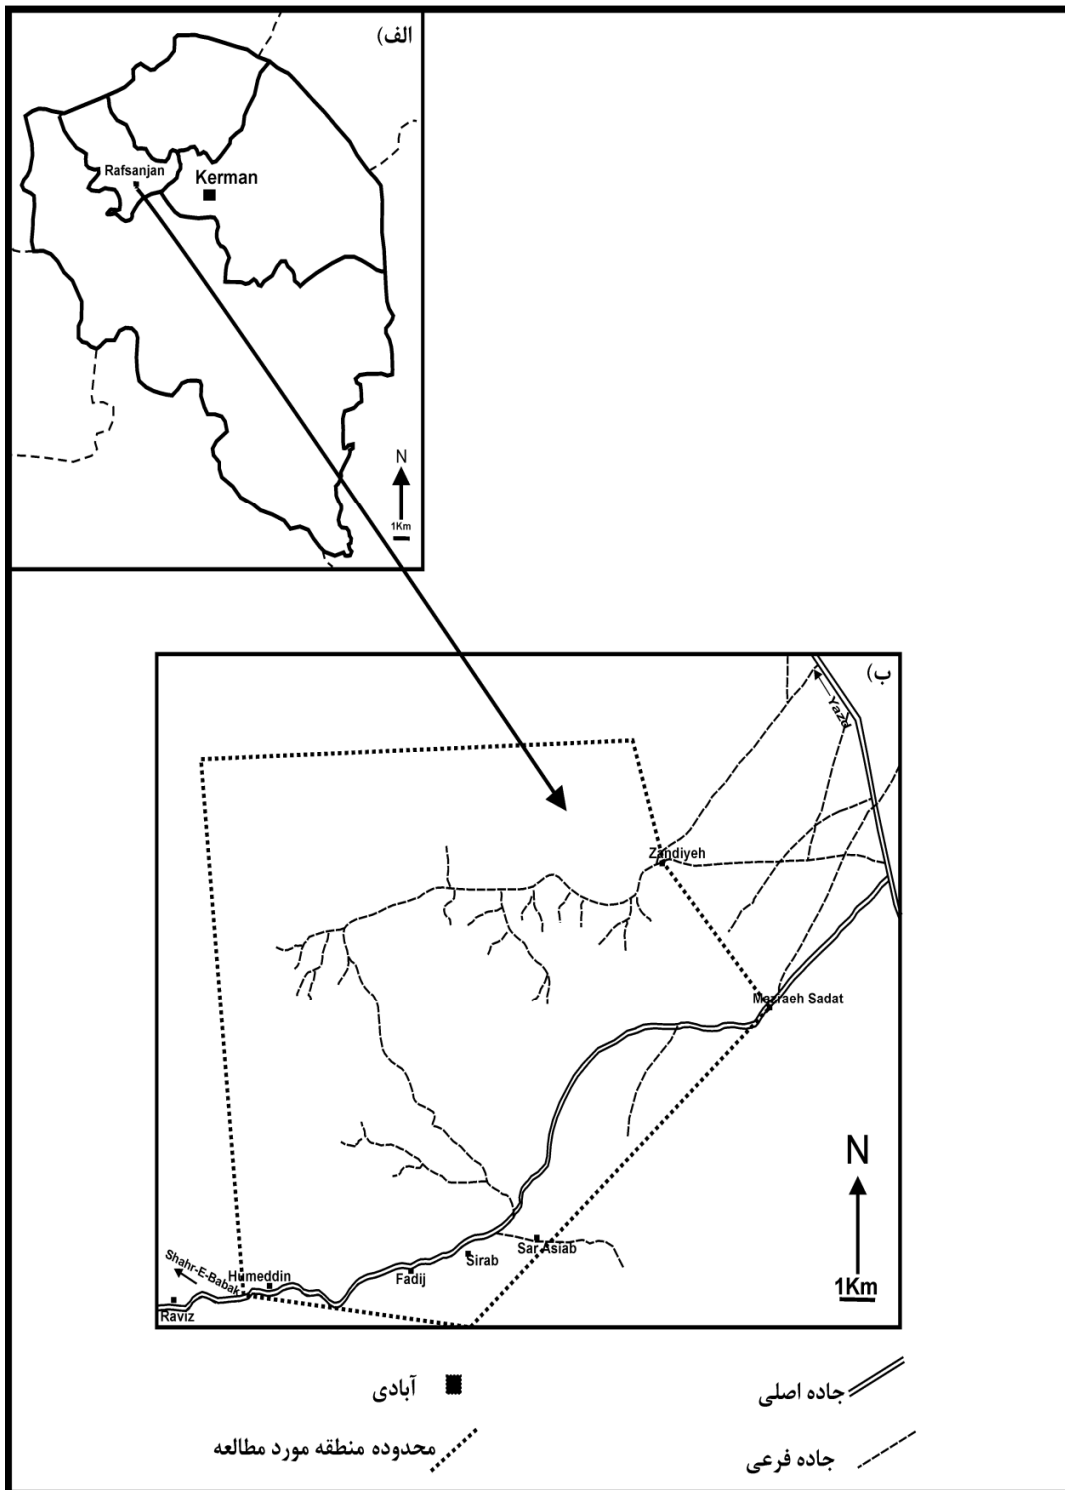 الف)
Rafsanjan
Kerman
N
1Km
ب)
Yazd
Zandiyeh
Mazraeh Sadat
N
Sar Asiab
Sirab
Shahr-E-Babak
Humeddin
Fadij
1Km
Raviz
آبادی
جاده اصلی
محدوده منطقه مورد مطالعه
جاده فرعی